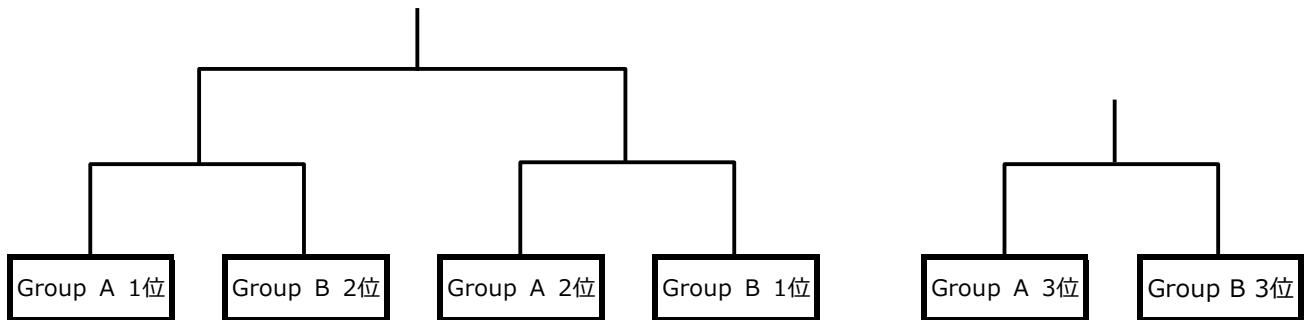 Group A 1位
Group B 2位
Group A 2位
Group B 1位
Group A 3位
Group B 3位